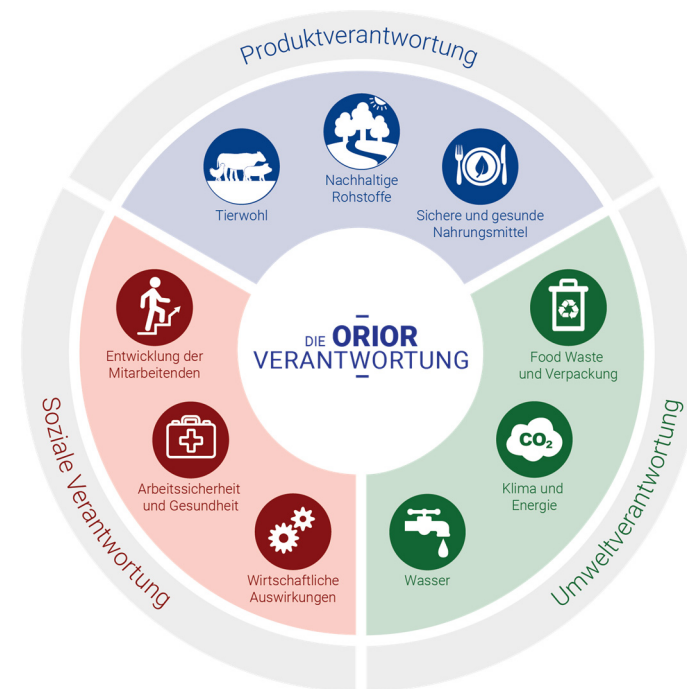 Produktverantwortung
Tierwohl
Nachhaltige
Rohstoffe
Sichere und gesunde
Nahrungsmittel
DIE ORIOR
VERANTWORTUNG
Entwicklung der
Mitarbeitenden
Arbeitssicherheit
und Gesundheit
Wirtschaftliche
Auswirkungen
Soziale Verantwortung
Food Waste
und Verpackung
CO₂
Klima und
Energie
Wasser
Umweltverantwortung